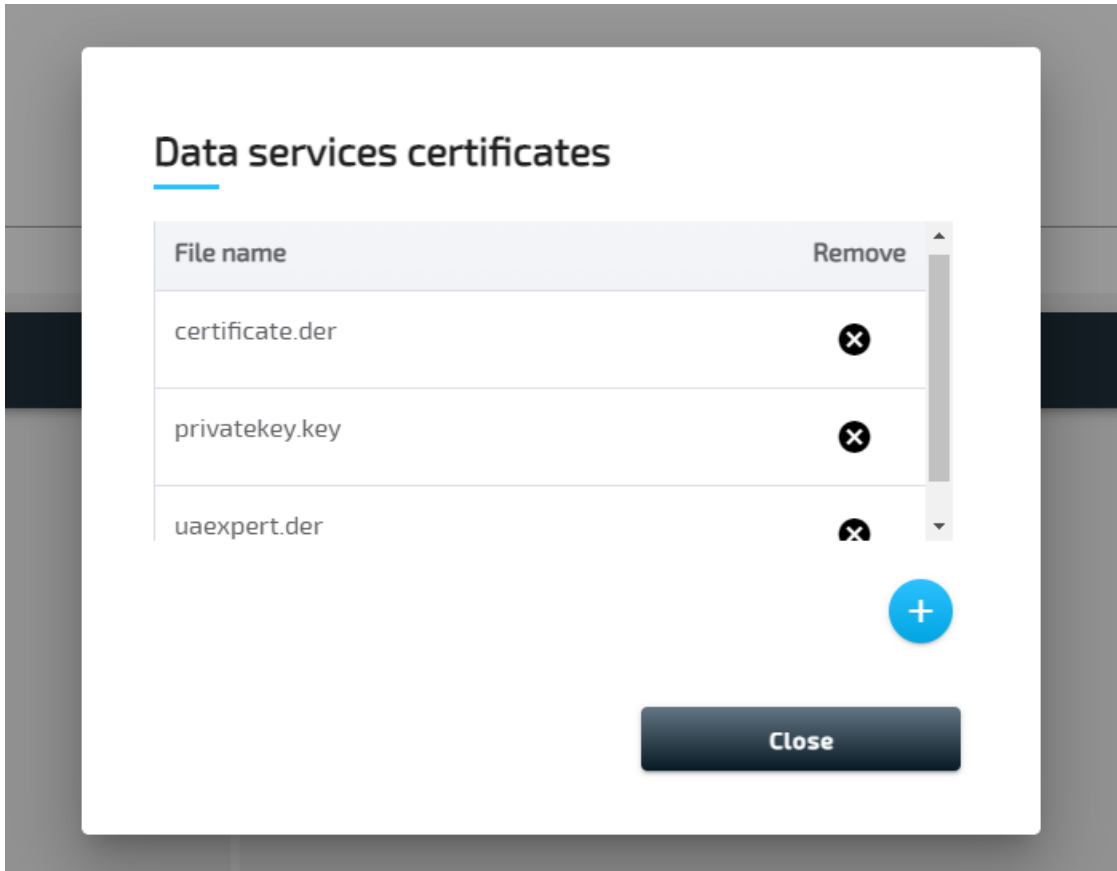 Data services certificates
File name Remove
certificate.der
privatekey.key
uaexpert.der
+
Close